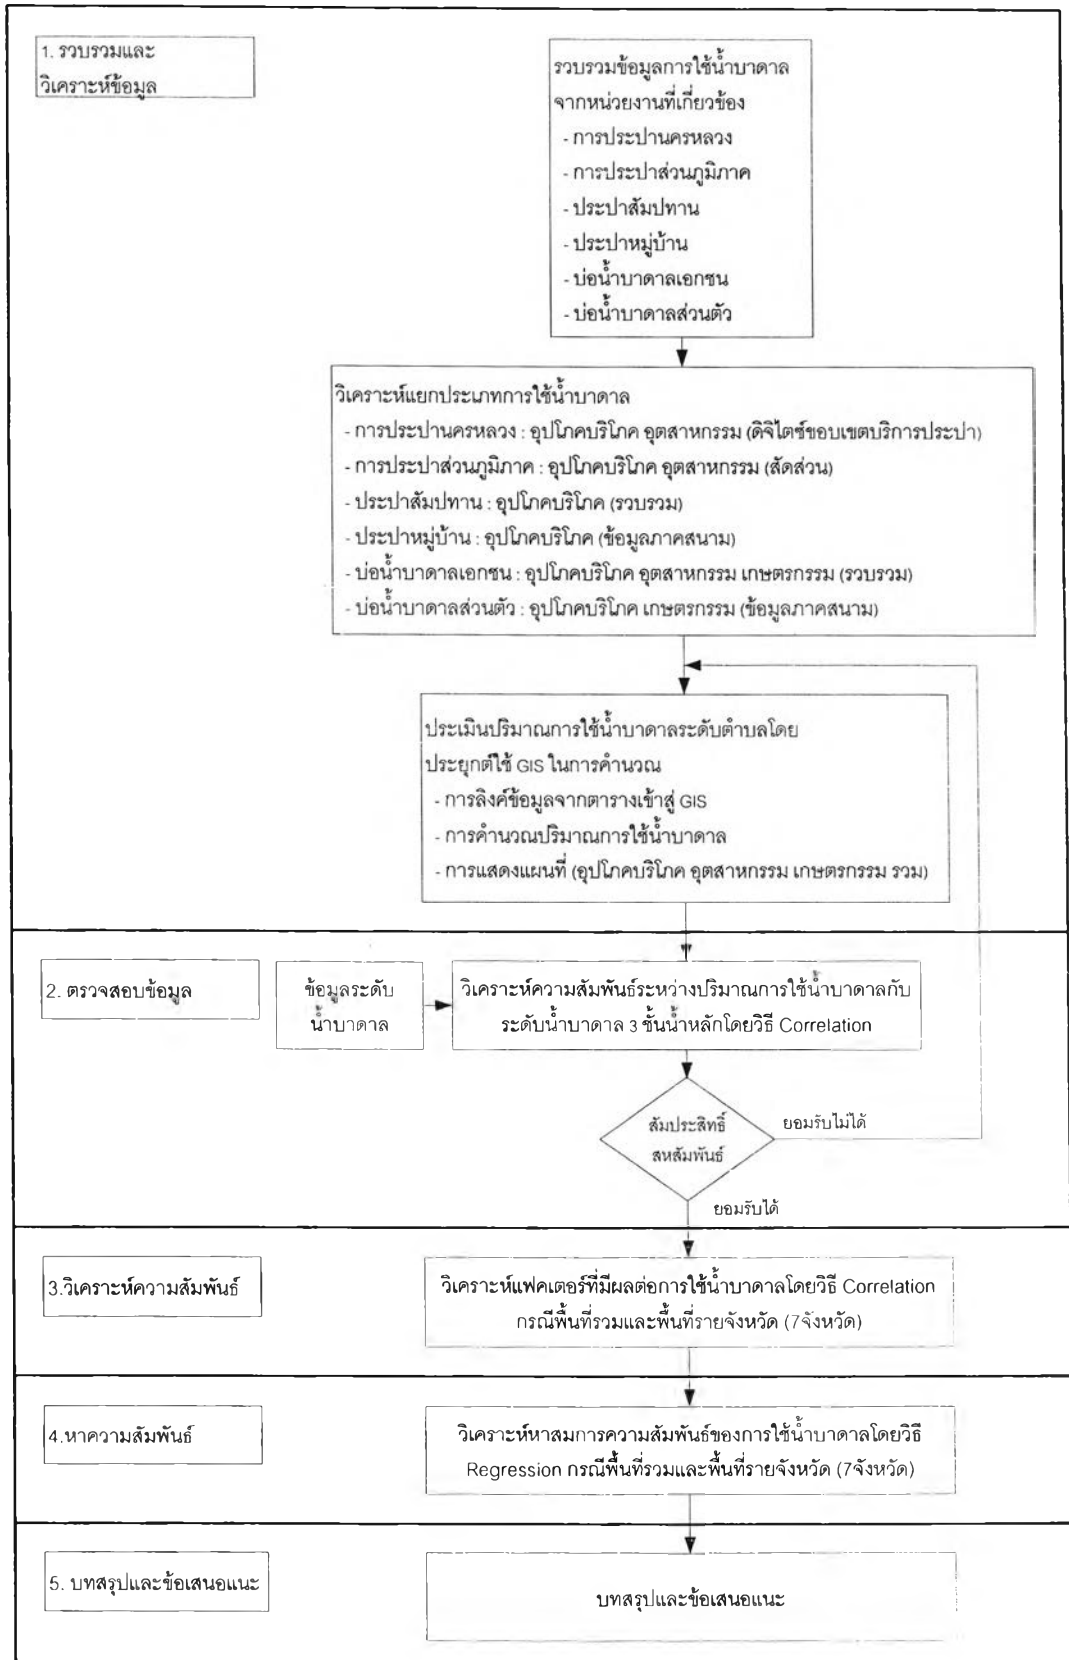 1. รวบรวมและ
วิเคราะห์ข้อมูล
รวบรวมข้อมูลการใช้น้ำบาดาล
จากหน่วยงานที่เกี่ยวข้อง
- การประปานครหลวง
- การประปาส่วนภูมิภาค
- ประปาสัมปทาน
- ประปาหมู่บ้าน
- บ่อน้ำบาดาลเอกชน
- บ่อน้ำบาดาลส่วนตัว
วิเคราะห์แยกประเภทการใช้น้ำบาดาล
- การประปานครหลวง : อุปโภคบริโภค อุตสาหกรรม (ดิจิไตซ์ขอบเขตบริการประปา)
- การประปาส่วนภูมิภาค : อุปโภคบริโภค อุตสาหกรรม (สัดส่วน)
- ประปาสัมปทาน : อุปโภคบริโภค (รวบรวม)
- ประปาหมู่บ้าน : อุปโภคบริโภค (ข้อมูลภาคสนาม)
- บ่อน้ำบาดาลเอกชน : อุปโภคบริโภค อุตสาหกรรม เกษตรกรรม (รวบรวม)
- บ่อน้ำบาดาลส่วนตัว : อุปโภคบริโภค เกษตรกรรม (ข้อมูลภาคสนาม)
ประเมินปริมาณการใช้น้ำบาดาลระดับตำบลโดย
ประยุกต์ใช้ GIS ในการคำนวณ
- การลิงค์ข้อมูลจากตารางเข้าสู่ GIS
- การคำนวณปริมาณการใช้น้ำบาดาล
- การแสดงแผนที่ (อุปโภคบริโภค อุตสาหกรรม เกษตรกรรม รวม)
2. ตรวจสอบข้อมูล
ข้อมูลระดับ
น้ำบาดาล
วิเคราะห์ความสัมพันธ์ระหว่างปริมาณการใช้น้ำบาดาลกับ
ระดับน้ำบาดาล 3 ชั้นน้ำหลักโดยวิธี Correlation
สัมประสิทธิ์
สหสัมพันธ์
ยอมรับไม่ได้
ยอมรับได้
3.วิเคราะห์ความสัมพันธ์
วิเคราะห์แฟคเตอร์ที่มีผลต่อการใช้น้ำบาดาลโดยวิธี Correlation
กรณีพื้นที่รวมและพื้นที่รายจังหวัด (7จังหวัด)
4.หาความสัมพันธ์
วิเคราะห์หาสมการความสัมพันธ์ของการใช้น้ำบาดาลโดยวิธี
Regression กรณีพื้นที่รวมและพื้นที่รายจังหวัด (7จังหวัด)
5. บทสรุปและข้อเสนอแนะ
บทสรุปและข้อเสนอแนะ